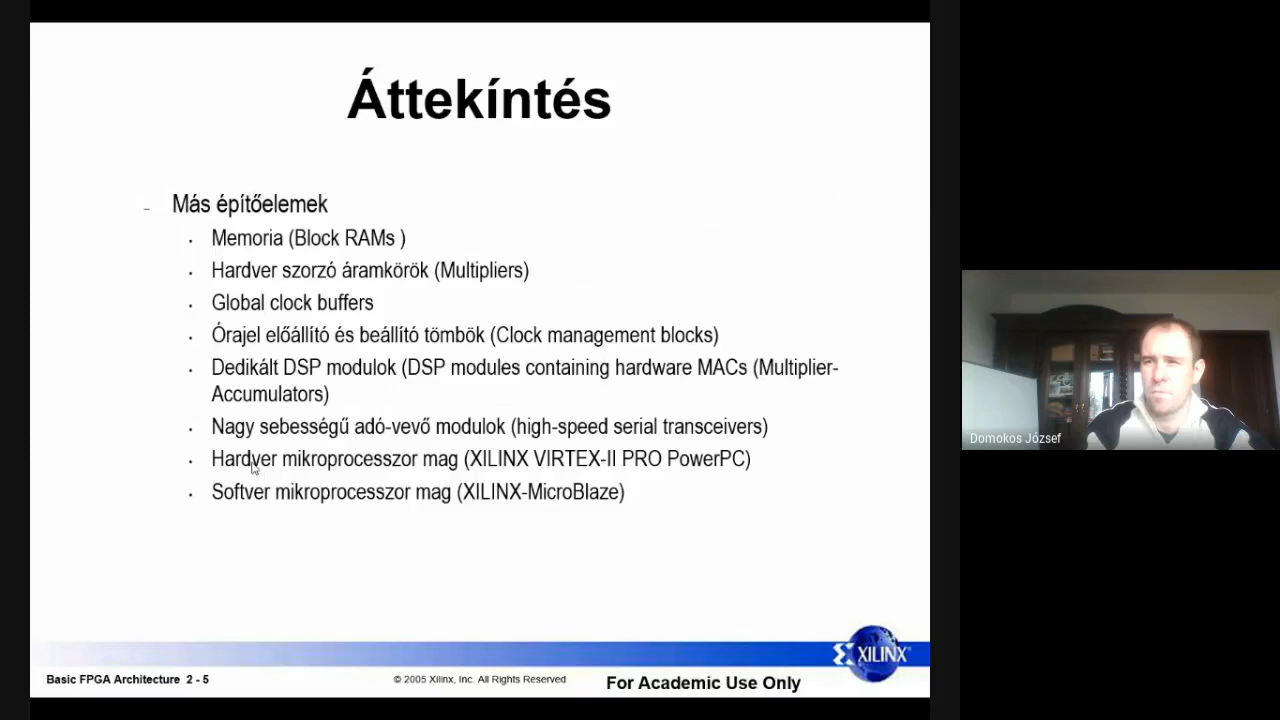 Áttekíntés
– Más építőelemek
• Memoria (Block RAMs )
• Hardver szorzó áramkörök (Multipliers)
• Global clock buffers
• Órajel előállító és beállító tömbök (Clock management blocks)
• Dedikált DSP modulok (DSP modules containing hardware MACs (Multiplier-
Accumulators)
• Nagy sebességű adó-vevő modulok (high-speed serial transceivers)
• Hardver mikroprocesszor mag (XILINX VIRTEX-II PRO PowerPC)
• Softver mikroprocesszor mag (XILINX-MicroBlaze)
Domokos József
XILINX®
Basic FPGA Architecture 2 - 5
© 2005 Xilinx, Inc. All Rights Reserved
For Academic Use Only